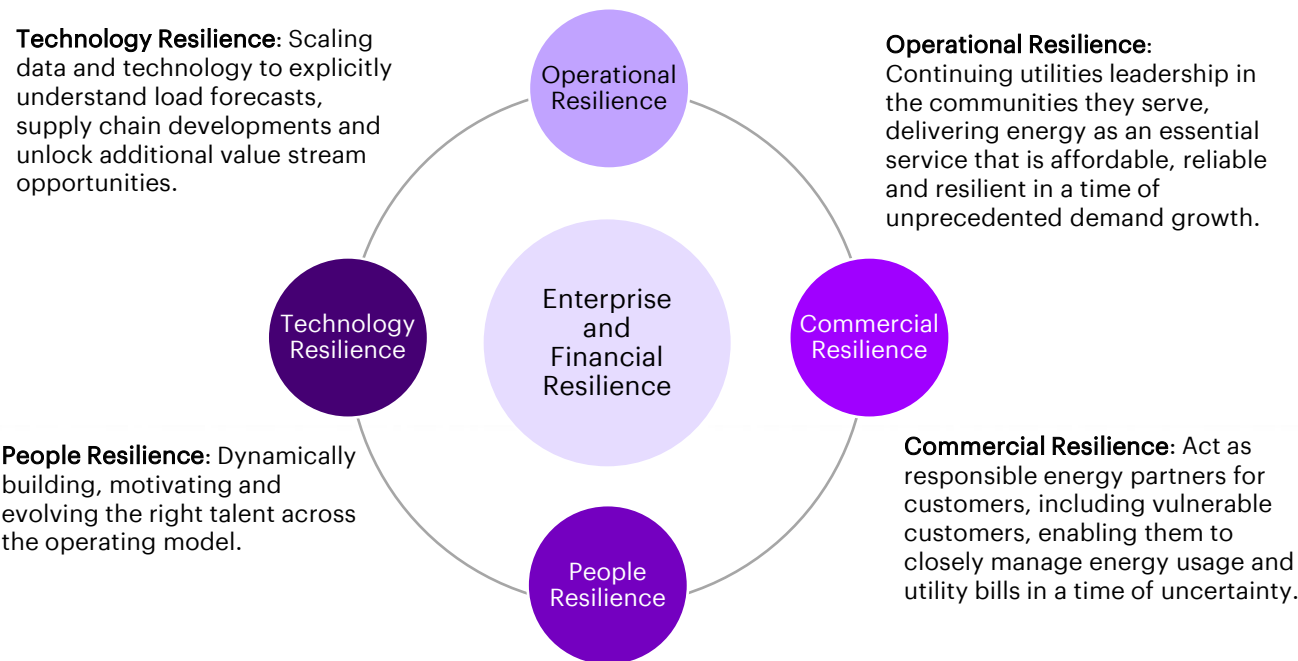 Technology Resilience: Scaling
data and technology to explicitly
understand load forecasts,
supply chain developments and
unlock additional value stream
opportunities.
Operational
Resilience
Operational Resilience:
Continuing utilities leadership in
the communities they serve,
delivering energy as an essential
service that is affordable, reliable
and resilient in a time of
unprecedented demand growth.
Technology
Resilience
Enterprise
and
Financial
Resilience
Commercial
Resilience
People Resilience: Dynamically
building, motivating and
evolving the right talent across
the operating model.
People
Resilience
Commercial Resilience: Act as
responsible energy partners for
customers, including vulnerable
customers, enabling them to
closely manage energy usage and
utility bills in a time of uncertainty.